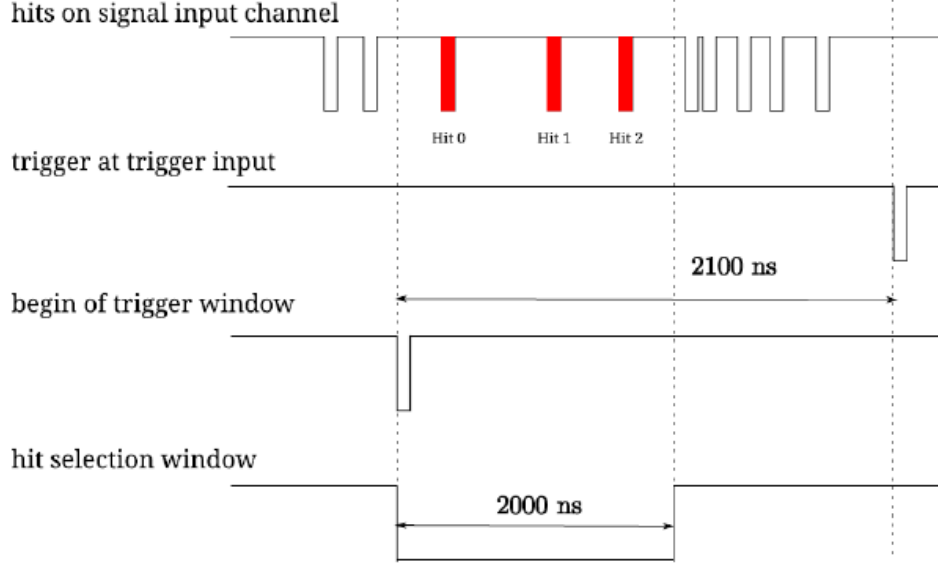 hits on signal input channel
Hit 0
Hit 1
Hit 2
trigger at trigger input
2100 ns
begin of trigger window
hit selection window
2000 ns